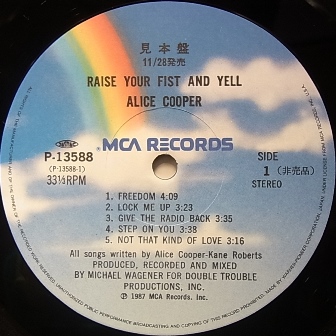 見本盤
11/28発売
RAISE YOUR FIST AND YELL
ALICE COOPER
MCA RECORDS
P-13588
(P-13588-1)
33⅓RPM
SIDE
1 (非売品)
STEREO
1. FREEDOM 4:09
2. LOCK ME UP 3:23
3. GIVE THE RADIO BACK 3:35
4. STEP ON YOU 3:38
5. NOT THAT KIND OF LOVE 3:16
All songs written by Alice Cooper-Kane Roberts
PRODUCED, RECORDED AND MIXED
BY MICHAEL WAGENER FOR DOUBLE TROUBLE
PRODUCTIONS, INC.
℗ 1987 MCA Records, Inc.